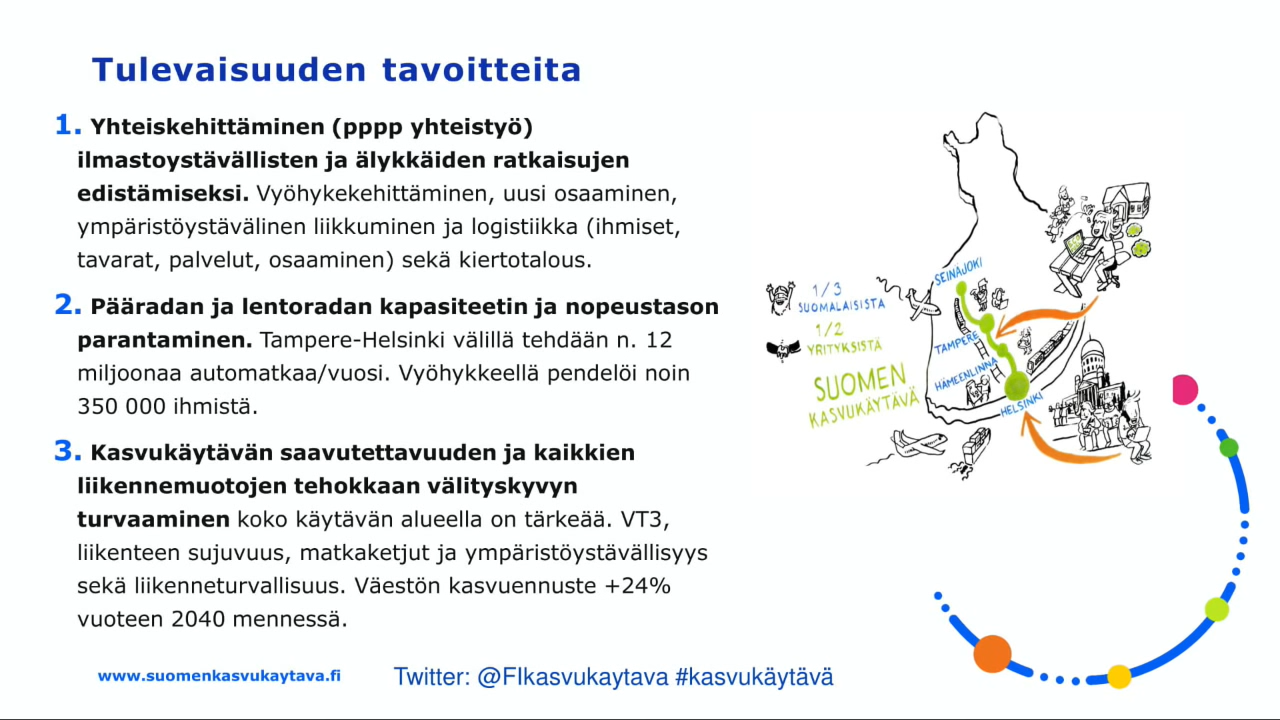 Tulevaisuuden tavoitteita
1. Yhteiskehittäminen (pppp yhteistyö)
ilmastoystävällisten ja älykkäiden ratkaisujen
edistämiseksi. Vyöhykekehittäminen, uusi osaaminen,
ympäristöystävälinen liikkuminen ja logistiikka (ihmiset,
tavarat, palvelut, osaaminen) sekä kiertotalous.
2. Pääradan ja lentoradan kapasiteetin ja nopeustason
parantaminen. Tampere-Helsinki välillä tehdään n. 12
miljoonaa automatkaa/vuosi. Vyöhykkeellä pendelöi noin
350 000 ihmistä.
3. Kasvukäytävän saavutettavuuden ja kaikkien
liikennemuotojen tehokkaan välityskyvyn
turvaaminen koko käytävän alueella on tärkeää. VT3,
liikenteen sujuvuus, matkaketjut ja ympäristöystävällisyys
sekä liikenneturvallisuus. Väestön kasvuennuste +24%
vuoteen 2040 mennessä.
SEINÄJOKI
1/3
SUOMALAISISTA
1/2
YRITYKSISTÄ
TAMPERE
HÄMEENLINNA
SUOMEN
KASVUKÄYTÄVÄ
HELSINKI
www.suomenkasvukaytava.fi
Twitter: @FIkasvukaytava #kasvukäytävä